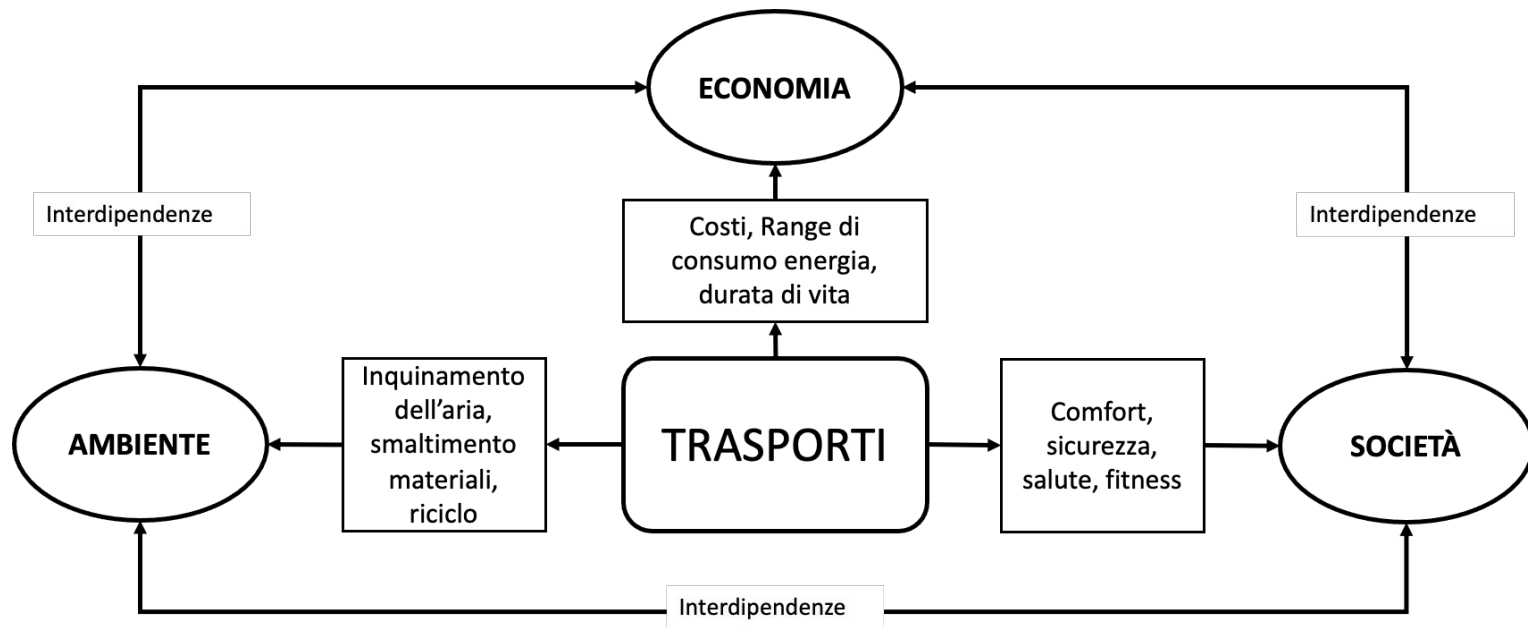 ECONOMIA
Interdipendenze
Interdipendenze
Costi, Range di
consumo energia,
durata di vita
AMBIENTE
Inquinamento
dell’aria,
smaltimento
materiali,
riciclo
TRASPORTI
Comfort,
sicurezza,
salute, fitness
SOCIETÀ
Interdipendenze